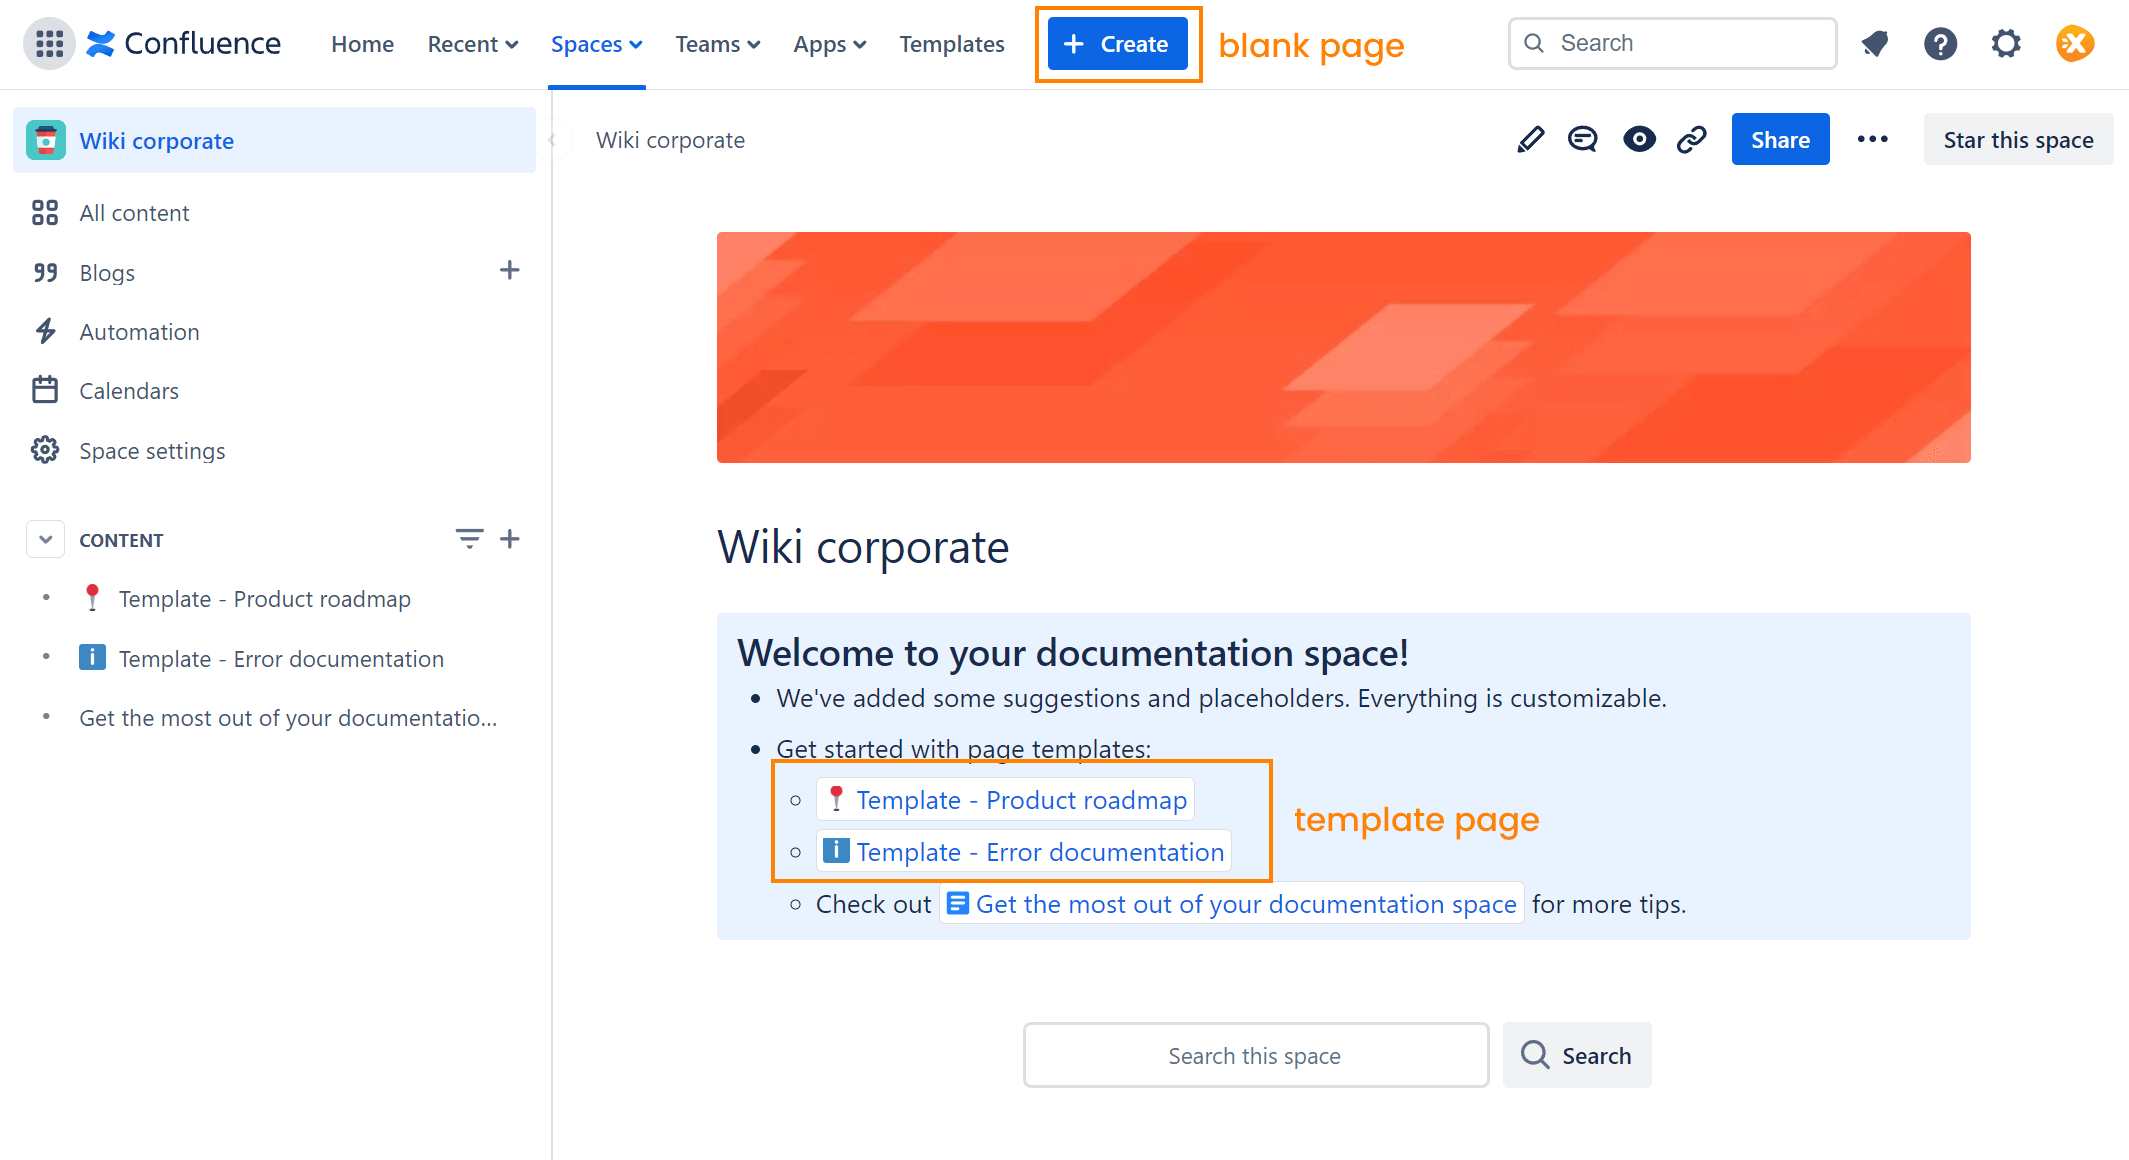 Confluence Home Recent Spaces Teams Apps Templates + Create blank page Search
Wiki corporate
All content
Blogs
Automation
Calendars
Space settings
CONTENT
Template - Product roadmap
Template - Error documentation
Get the most out of your documentatio...
Wiki corporate Share Star this space
Wiki corporate
Welcome to your documentation space!
We've added some suggestions and placeholders. Everything is customizable.
Get started with page templates:
Template - Product roadmap
Template - Error documentation
template page
Check out Get the most out of your documentation space for more tips.
Search this space Search